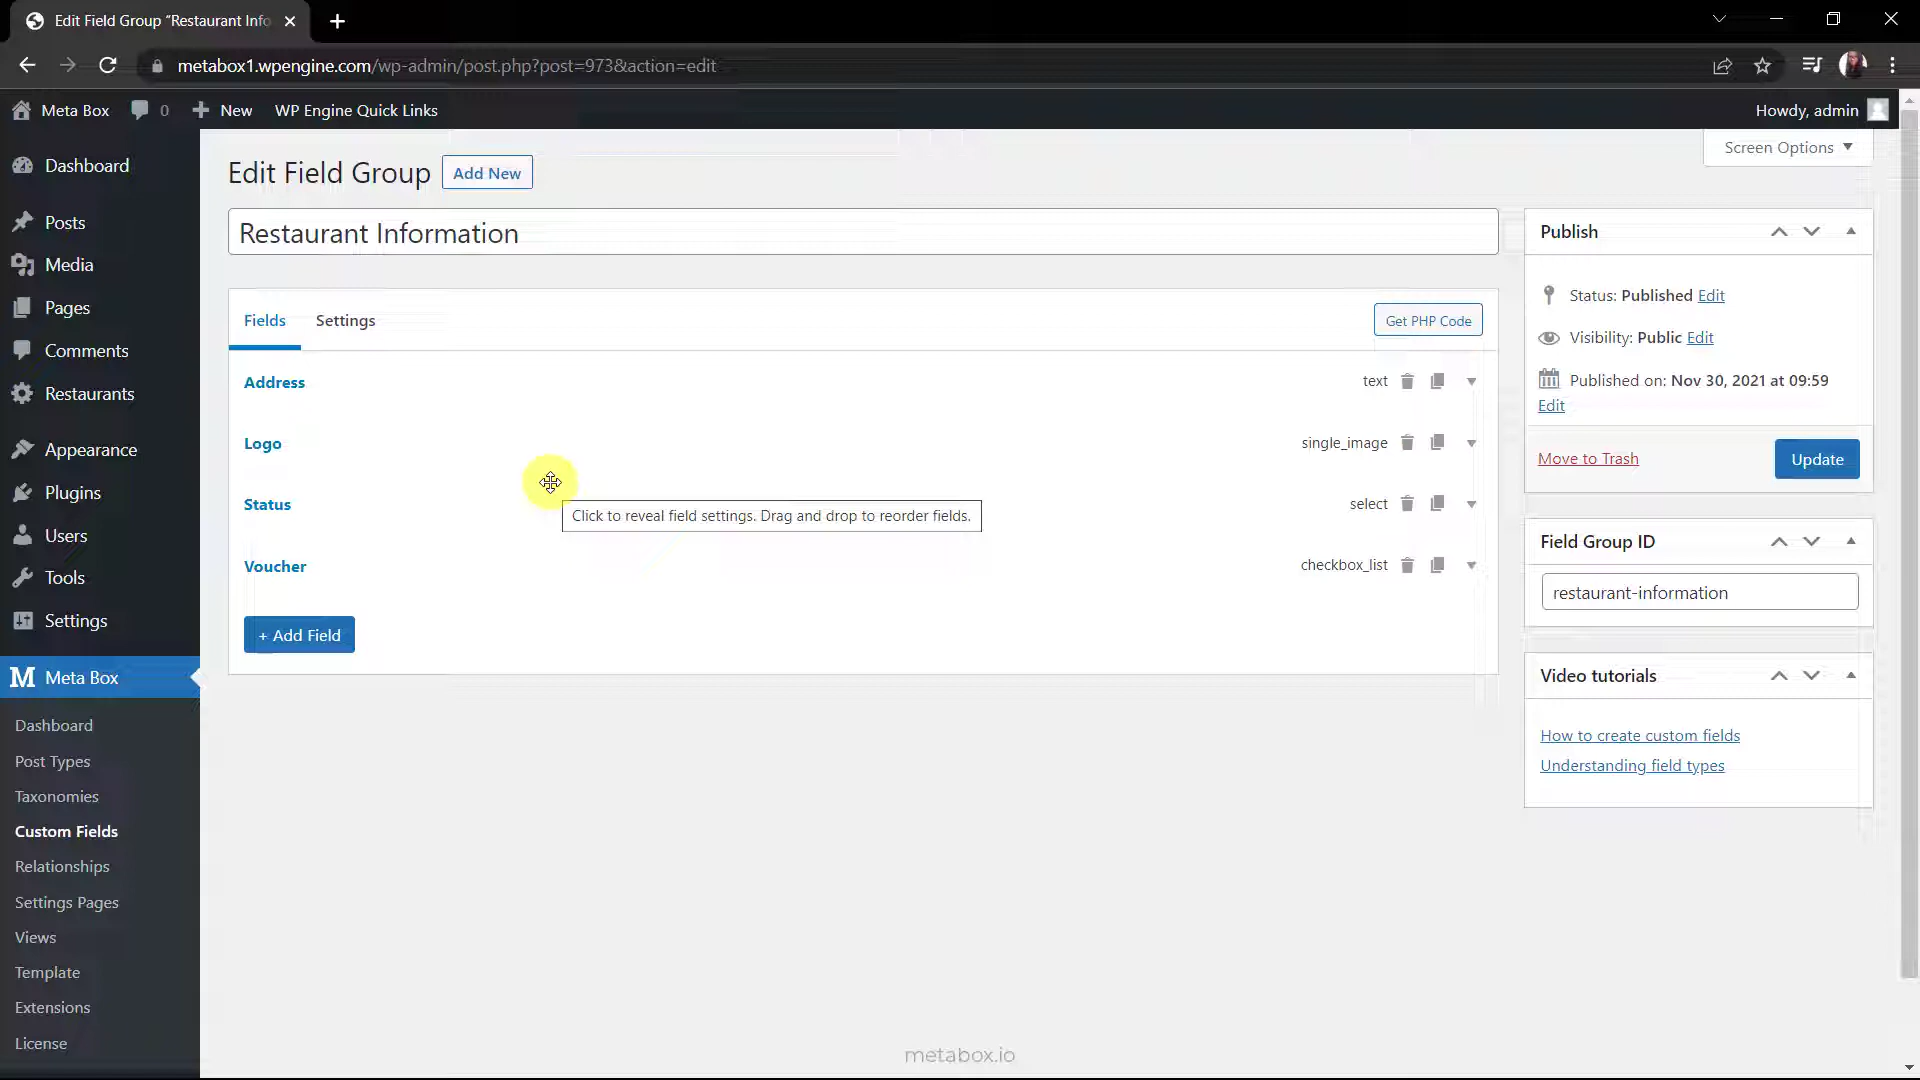 Edit Field Group "Restaurant Info
metabox1.wpengine.com/wp-admin/post.php?post=973&action=edit
Meta Box
0
New
WP Engine Quick Links
Howdy, admin
Dashboard
Posts
Media
Pages
Comments
Restaurants
Appearance
Plugins
Users
Tools
Settings
M Meta Box
Dashboard
Post Types
Taxonomies
Custom Fields
Relationships
Settings Pages
Views
Template
Extensions
License
Screen Options
Edit Field Group
Add New
Restaurant Information
Fields
Settings
Get PHP Code
Address
text
Logo
single_image
Status
select
Click to reveal field settings. Drag and drop to reorder fields.
Voucher
checkbox_list
+ Add Field
Publish
Status: Published Edit
Visibility: Public Edit
Published on: Nov 30, 2021 at 09:59
Edit
Move to Trash
Update
Field Group ID
restaurant-information
Video tutorials
How to create custom fields
Understanding field types
metabox.io